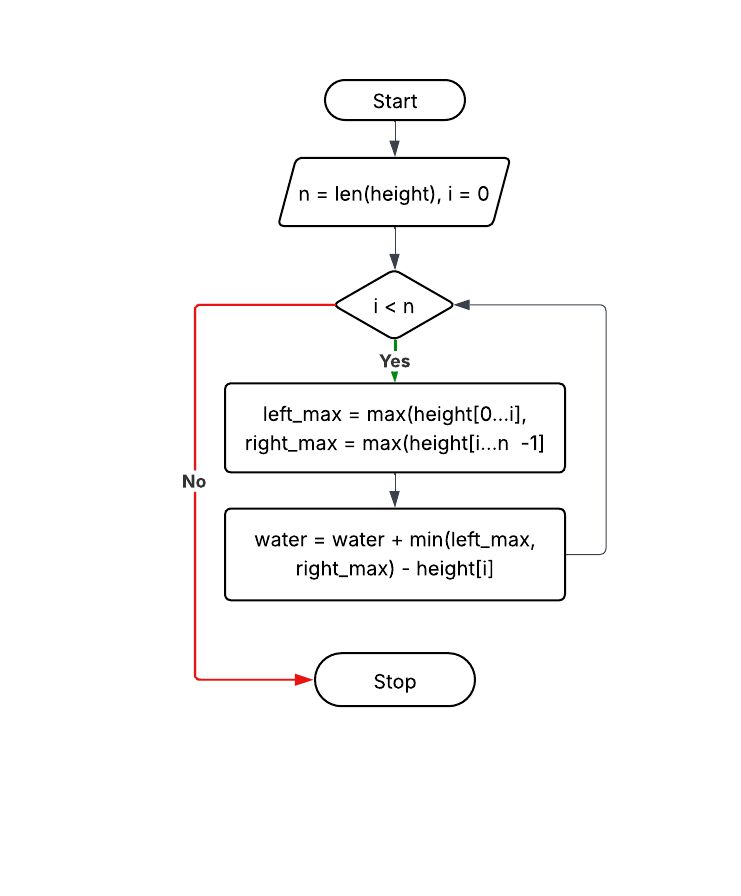 Start
n = len(height), i = 0
i < n
Yes
left_max = max(height[0...i],
right_max = max(height[i...n  -1]
No
water = water + min(left_max,
right_max) - height[i]
Stop